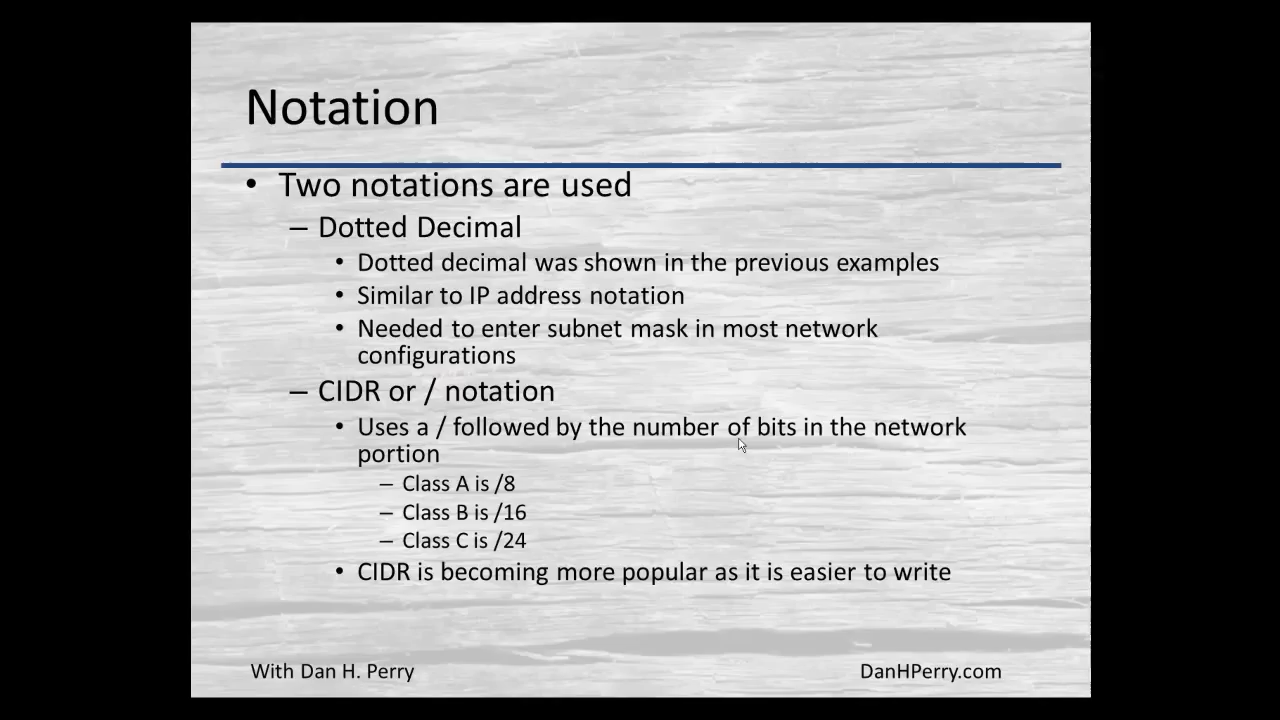 Notation
• Two notations are used
– Dotted Decimal
• Dotted decimal was shown in the previous examples
• Similar to IP address notation
• Needed to enter subnet mask in most network
configurations
– CIDR or / notation
• Uses a / followed by the number of bits in the network
portion
– Class A is /8
– Class B is /16
– Class C is /24
• CIDR is becoming more popular as it is easier to write
With Dan H. Perry
DanHPerry.com